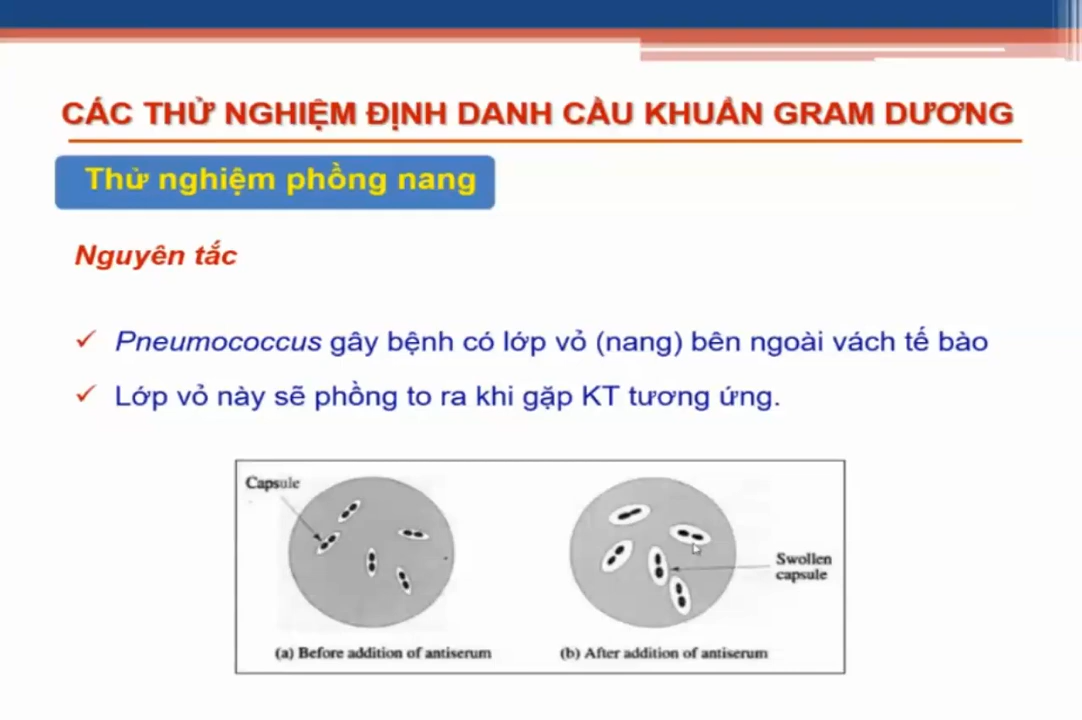 CÁC THỬ NGHIỆM ĐỊNH DANH CẦU KHUẨN GRAM DƯƠNG
Thử nghiệm phồng nang
Nguyên tắc
✓ Pneumococcus gây bệnh có lớp vỏ (nang) bên ngoài vách tế bào
✓ Lớp vỏ này sẽ phồng to ra khi gặp KT tương ứng.
Capsule
Swollen
capsule
(a) Before addition of antiserum
(b) After addition of antiserum